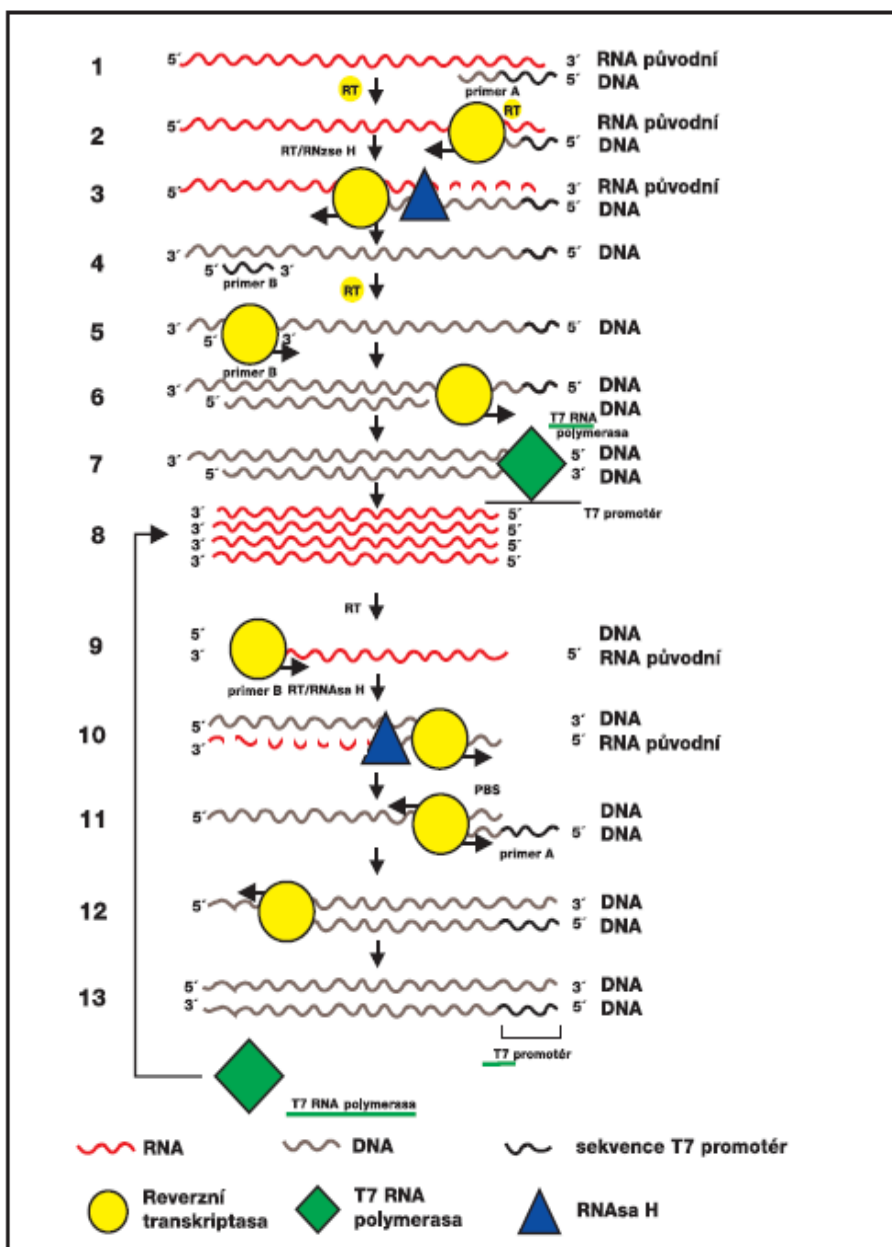 1 5´ 3´ RNA původní
5´ DNA
primer A
RT
RT
2 5´ RNA původní
5´ DNA
RT/RNzse H
3 5´ 3´ RNA původní
5´ DNA
4 3´ 5´ DNA
5´ 3´
primer B
RT
5 3´ 5´ DNA
5´ 3´
primer B
6 3´ 5´ DNA
5´ DNA
T7 RNA
polymerasa
7 3´ 5´ DNA
5´ 3´ DNA
T7 promotér
8 3´ 5´
3´ 5´
3´ 5´
3´ 5´
RT
9 5´ DNA
3´ 5´ RNA původní
primer B RT/RNAsa H
10 5´ 3´ DNA
3´ 5´ RNA původní
PBS
11 5´ DNA
5´ DNA
primer A
12 5´ 3´ DNA
5´ DNA
13 5´ 3´ DNA
3´ 5´ DNA
T7 promotér
T7 RNA polymerasa
RNA DNA sekvence T7 promotér
Reverzní
transkriptasa
T7 RNA
polymerasa
RNAsa H